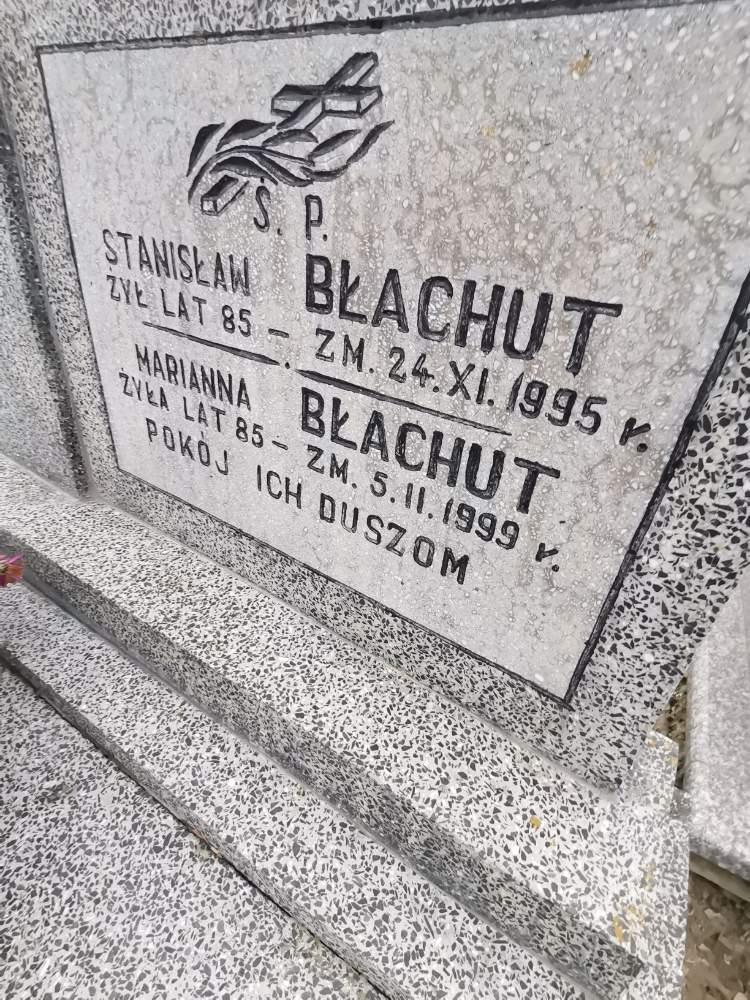 Ś. P.
STANISŁAW BŁACHUT
ŻYŁ LAT 85 – ZM. 24.XI.1995 r.
MARIANNA BŁACHUT
ŻYŁA LAT 85 – ZM. 5.II.1999 r.
POKÓJ ICH DUSZOM